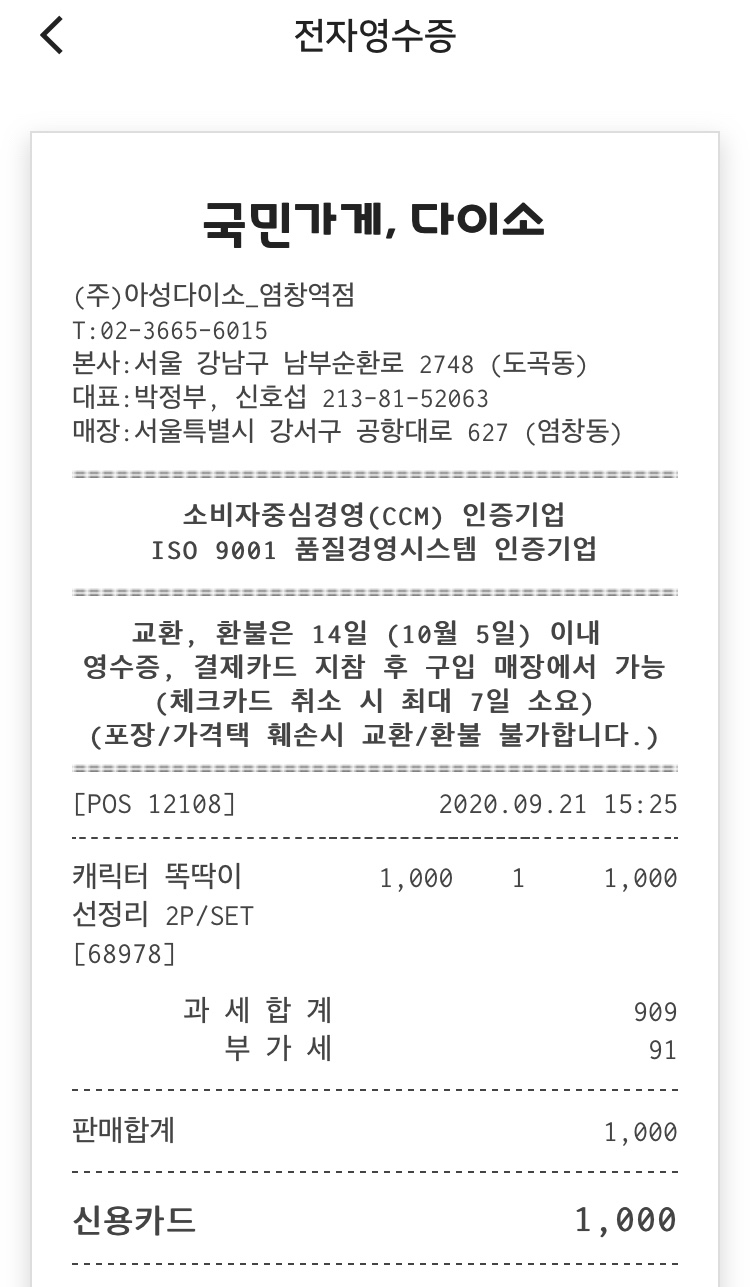 전자영수증
국민가게, 다이소
(주)아성다이소_염창역점
T:02-3665-6015
본사:서울 강남구 남부순환로 2748 (도곡동)
대표:박정부, 신호섭 213-81-52063
매장:서울특별시 강서구 공항대로 627 (염창동)
소비자중심경영(CCM) 인증기업
ISO 9001 품질경영시스템 인증기업
교환, 환불은 14일 (10월 5일) 이내
영수증, 결제카드 지참 후 구입 매장에서 가능
(체크카드 취소 시 최대 7일 소요)
(포장/가격택 훼손시 교환/환불 불가합니다.)
[POS 12108] 2020.09.21 15:25
캐릭터 똑딱이 1,000 1 1,000
선정리 2P/SET
[68978]
과 세 합 계 909
부 가 세 91
판매합계 1,000
신용카드 1,000